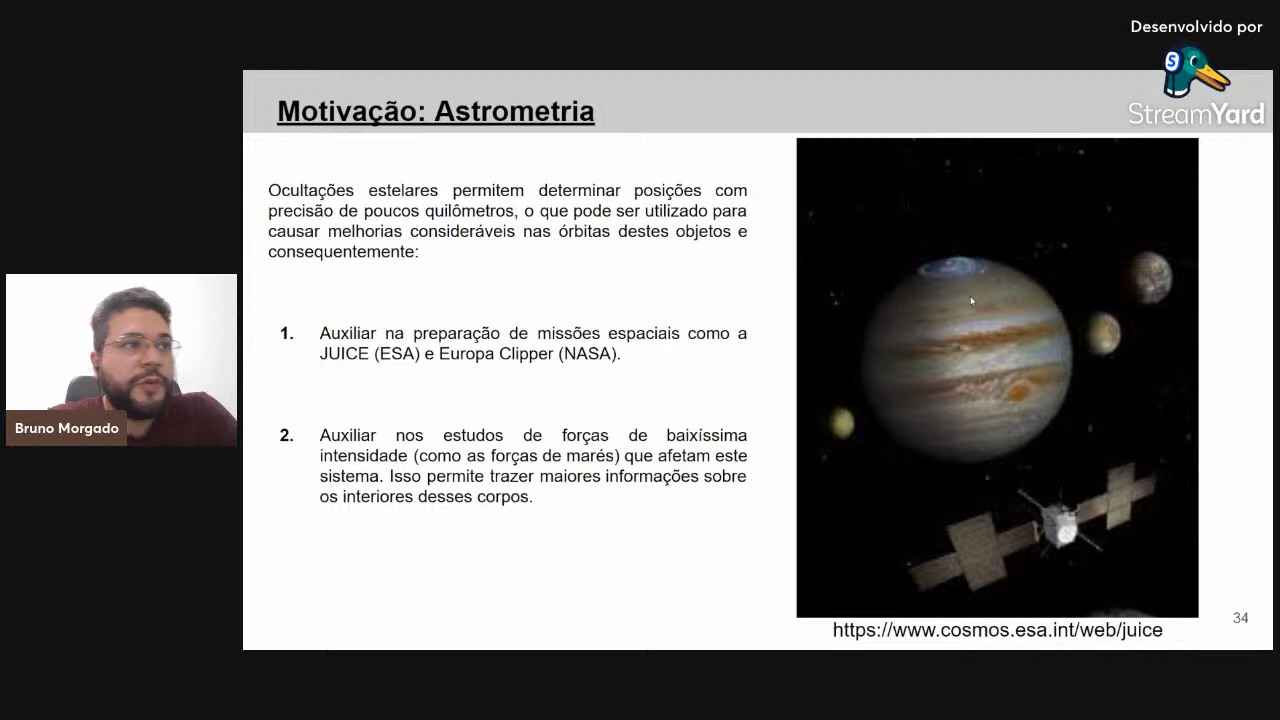 Desenvolvido por
S
StreamYard
Motivação: Astrometria
Ocultações estelares permitem determinar posições com
precisão de poucos quilômetros, o que pode ser utilizado para
causar melhorias consideráveis nas órbitas destes objetos e
consequentemente:
1. Auxiliar na preparação de missões espaciais como a
JUICE (ESA) e Europa Clipper (NASA).
2. Auxiliar nos estudos de forças de baixíssima
intensidade (como as forças de marés) que afetam este
sistema. Isso permite trazer maiores informações sobre
os interiores desses corpos.
Bruno Morgado
34
https://www.cosmos.esa.int/web/juice